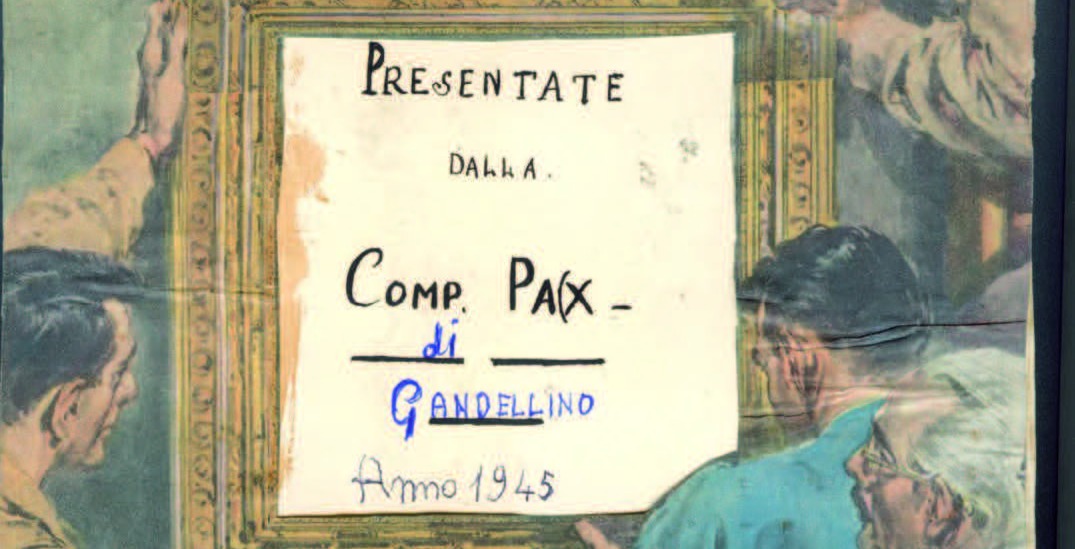 PRESENTATE
DALLA.
COMP. PAX -
di
GANDELLINO
Anno 1945